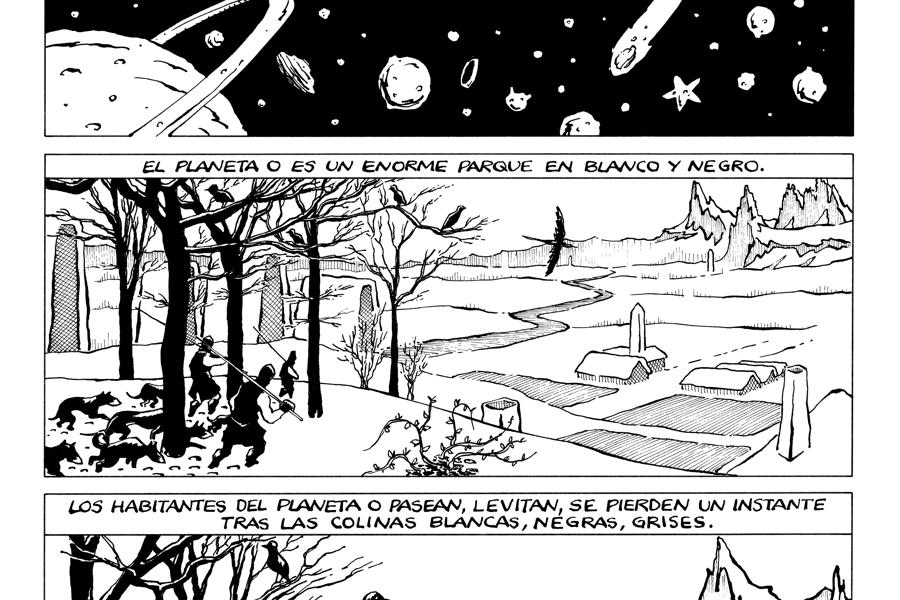 EL PLANETA O ES UN ENORME PARQUE EN BLANCO Y NEGRO.
LOS HABITANTES DEL PLANETA O PASEAN, LEVITAN, SE PIERDEN UN INSTANTE
TRAS LAS COLINAS BLANCAS, NEGRAS, GRISES.